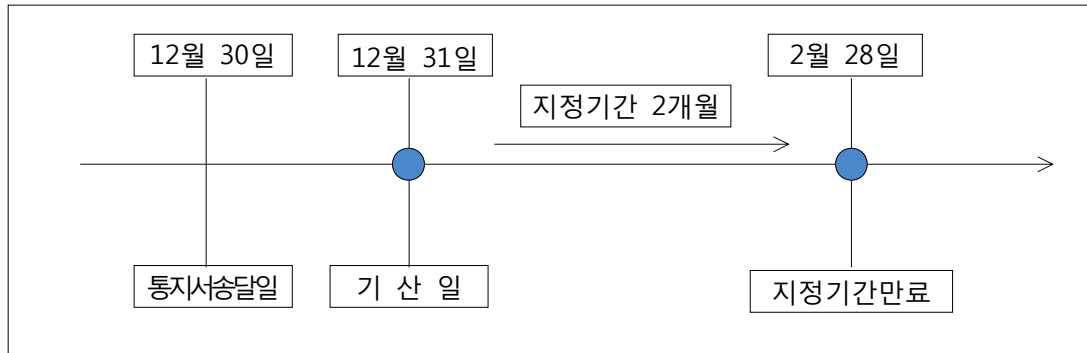 12월 30일
12월 31일
2월 28일
지정기간 2개월
통지서송달일
기 산 일
지정기간만료